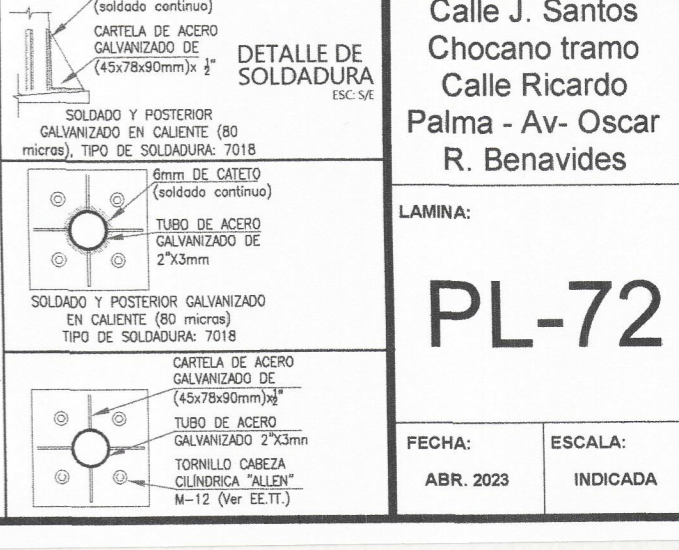 (soldado continuo)
CARTELA DE ACERO
GALVANIZADO DE
(45x78x90mm)x ½"
DETALLE DE
SOLDADURA
ESC: S/E
SOLDADO Y POSTERIOR
GALVANIZADO EN CALIENTE (80
micras), TIPO DE SOLDADURA: 7018
6mm DE CATETO
(soldado continuo)
TUBO DE ACERO
GALVANIZADO DE
2"X3mm
SOLDADO Y POSTERIOR GALVANIZADO
EN CALIENTE (80 micras)
TIPO DE SOLDADURA: 7018
CARTELA DE ACERO
GALVANIZADO DE
(45x78x90mm)x½"
TUBO DE ACERO
GALVANIZADO 2"X3mm
TORNILLO CABEZA
CILÍNDRICA "ALLEN"
M-12 (Ver EE.TT.)
Calle J. Santos
Chocano tramo
Calle Ricardo
Palma - Av- Oscar
R. Benavides
LAMINA:
PL-72
FECHA:
ABR. 2023
ESCALA:
INDICADA